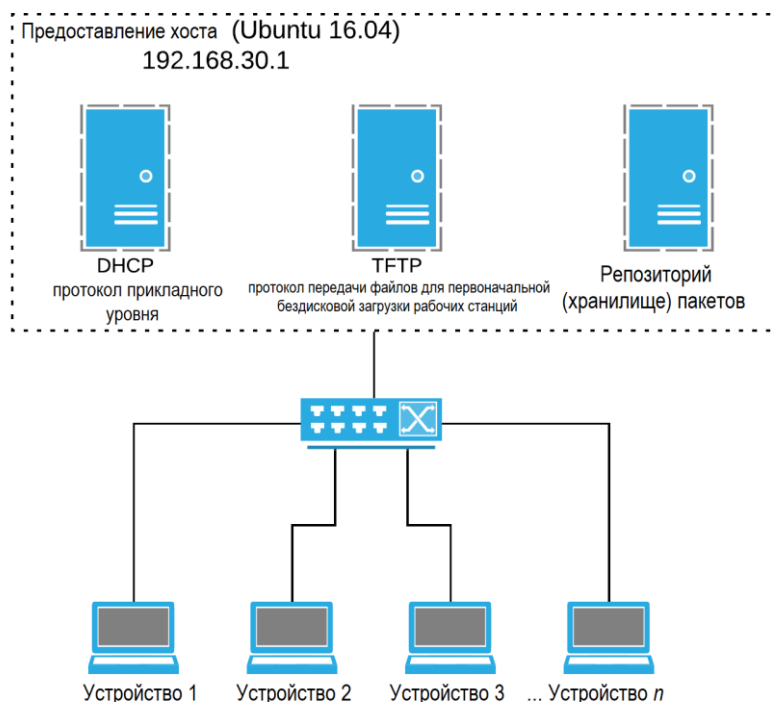 Предоставление хоста (Ubuntu 16.04)
192.168.30.1
DHCP
протокол прикладного
уровня
TFTP
протокол передачи файлов для первоначальной
бездисковой загрузки рабочих станций
Репозиторий
(хранилище) пакетов
Устройство 1
Устройство 2
Устройство 3
... Устройство n